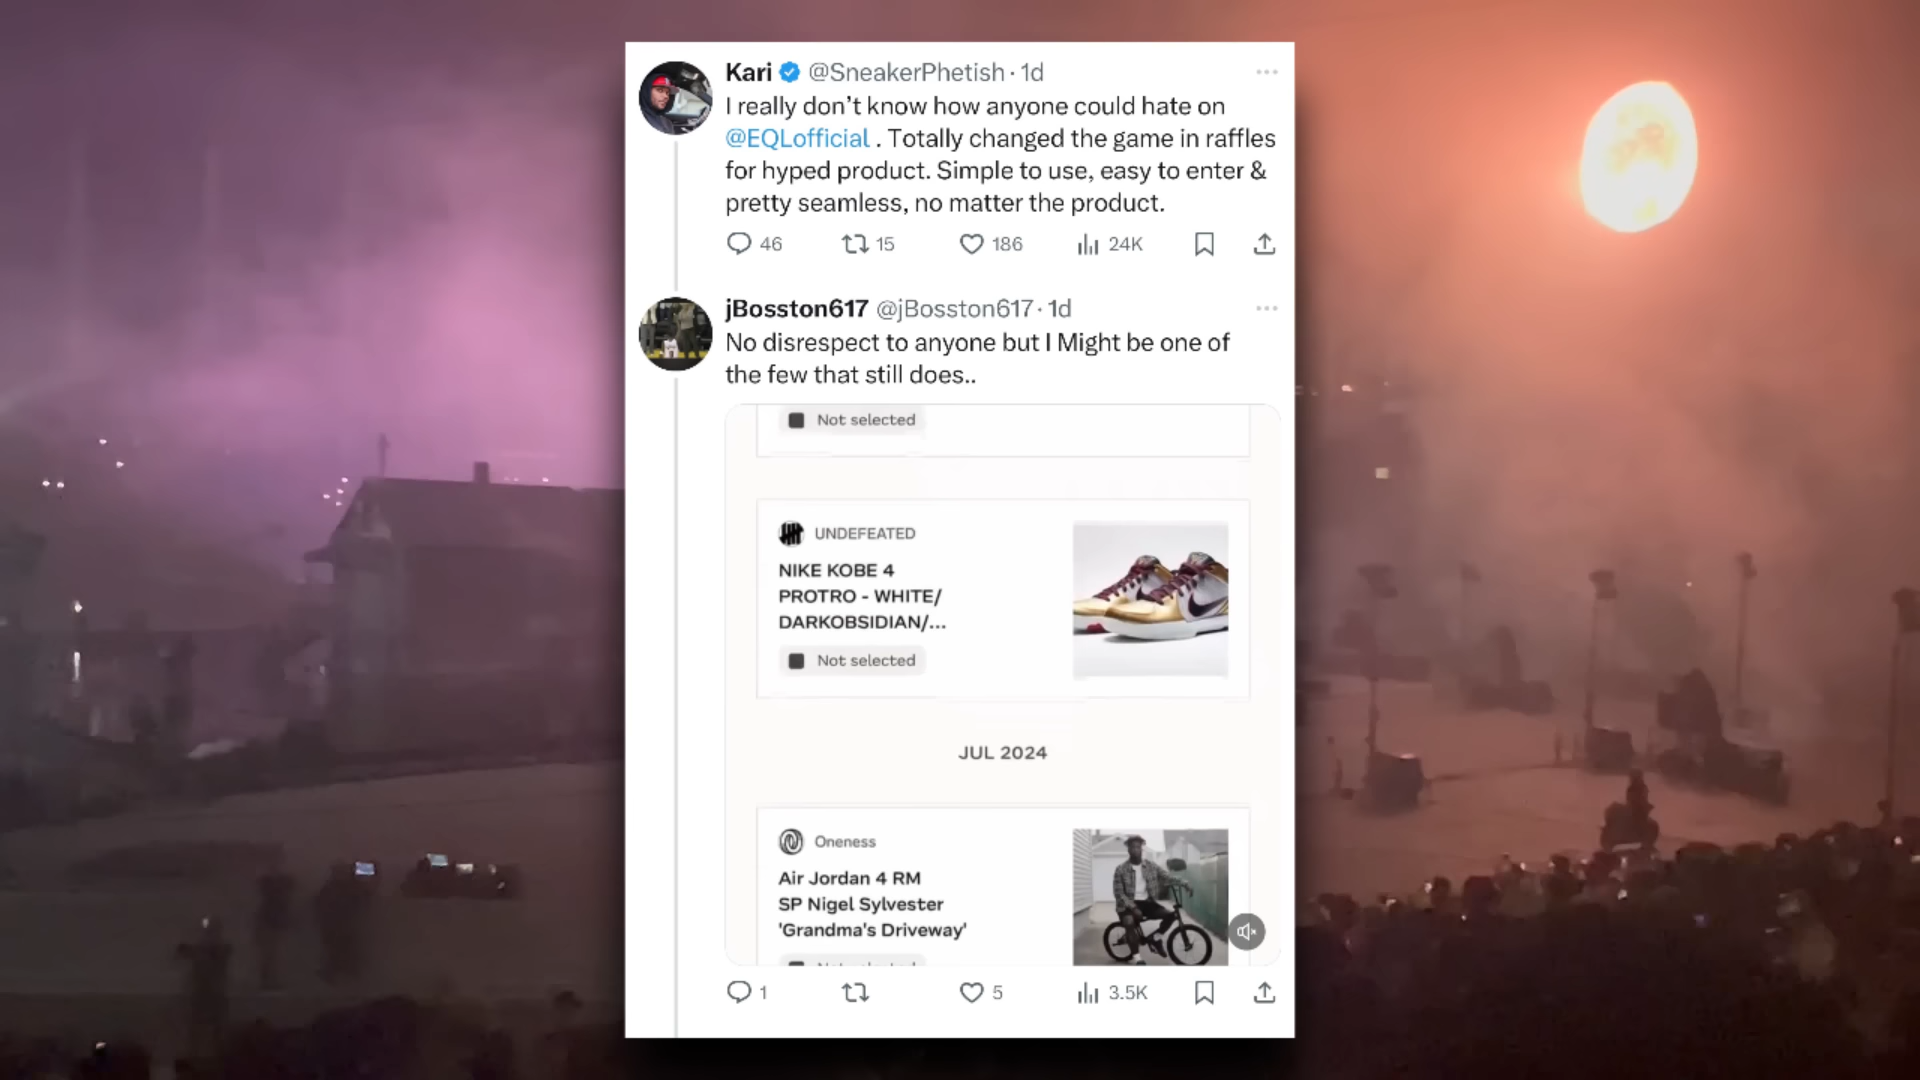 Kari @SneakerPhetish · 1d
I really don't know how anyone could hate on
@EQLofficial . Totally changed the game in raffles
for hyped product. Simple to use, easy to enter &
pretty seamless, no matter the product.
46 15 186 24K
jBosston617 @jBosston617 · 1d
No disrespect to anyone but I Might be one of
the few that still does..
Not selected
UNDEFEATED
NIKE KOBE 4
PROTRO - WHITE/
DARKOBSIDIAN/...
Not selected
JUL 2024
Oneness
Air Jordan 4 RM
SP Nigel Sylvester
'Grandma's Driveway'
1 5 3.5K